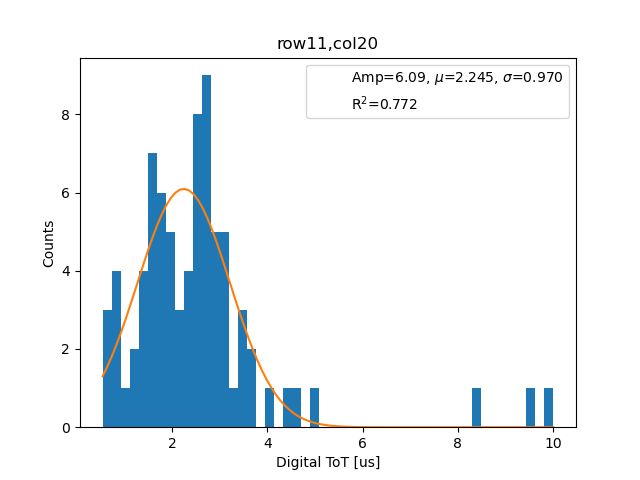 row11,col20
Amp=6.09, μ=2.245, σ=0.970
R²=0.772
Counts
8
6
4
2
0
2 4 6 8 10
Digital ToT [us]